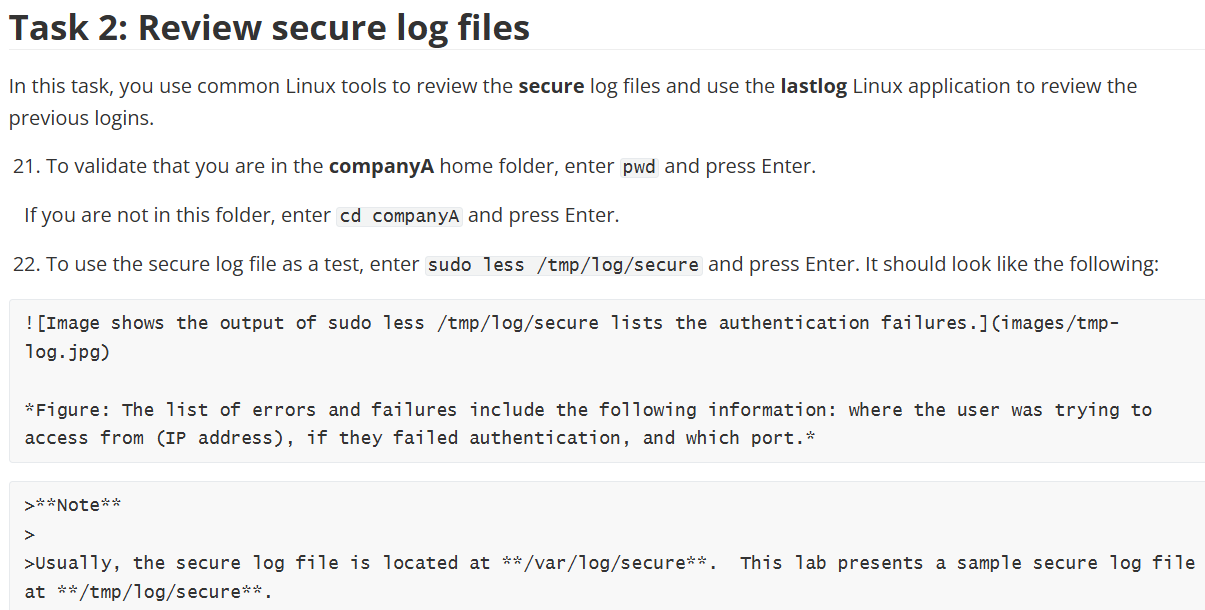 Task 2: Review secure log files
In this task, you use common Linux tools to review the secure log files and use the lastlog Linux application to review the
previous logins.
21. To validate that you are in the companyA home folder, enter pwd and press Enter.
If you are not in this folder, enter cd companyA and press Enter.
22. To use the secure log file as a test, enter sudo less /tmp/log/secure and press Enter. It should look like the following:
![Image shows the output of sudo less /tmp/log/secure lists the authentication failures.](images/tmp-
log.jpg)
*Figure: The list of errors and failures include the following information: where the user was trying to
access from (IP address), if they failed authentication, and which port.*
>**Note**
>
>Usually, the secure log file is located at **/var/log/secure**.  This lab presents a sample secure log file
at **/tmp/log/secure**.